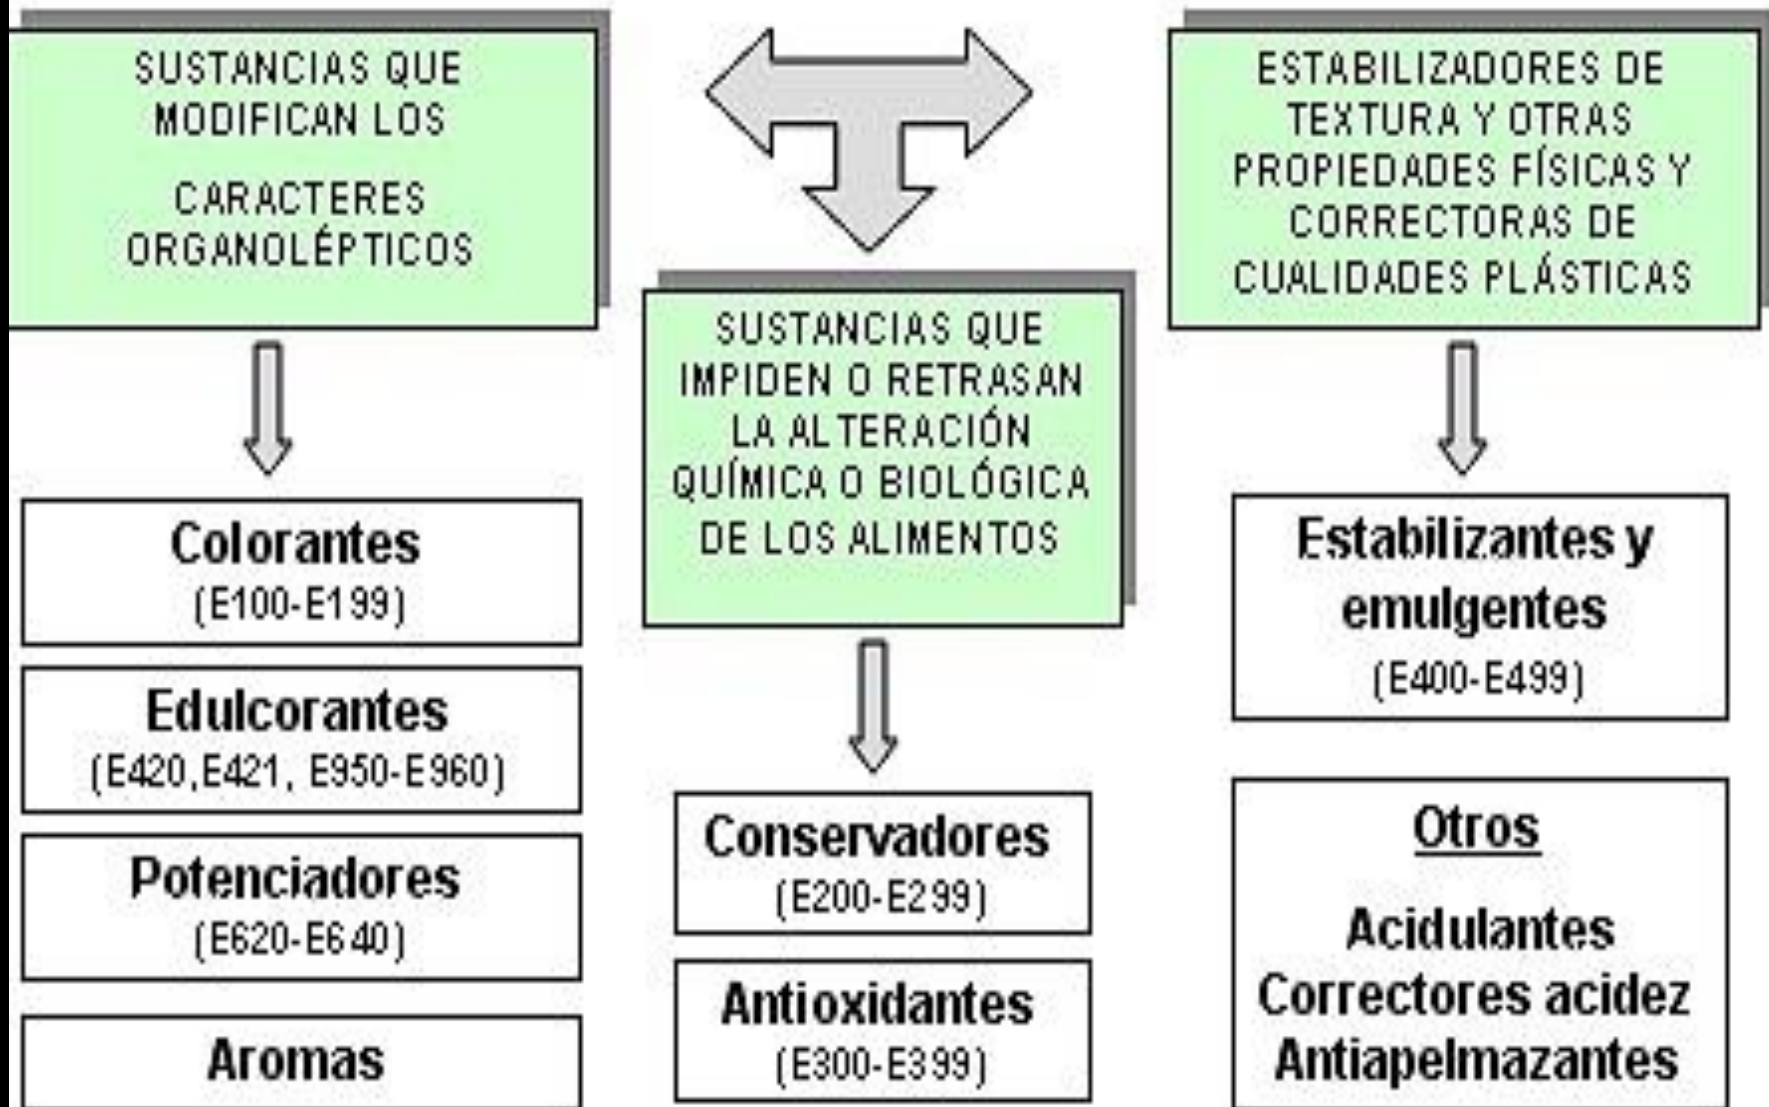 SUSTANCIAS QUE
MODIFICAN LOS
CARACTERES
ORGANOLÉPTICOS
Colorantes
(E100-E199)
Edulcorantes
(E420,E421, E950-E960)
Potenciadores
(E620-E640)
Aromas
SUSTANCIAS QUE
IMPIDEN O RETRASAN
LA ALTERACIÓN
QUÍMICA O BIOLÓGICA
DE LOS ALIMENTOS
Conservadores
(E200-E299)
Antioxidantes
(E300-E399)
ESTABILIZADORES DE
TEXTURA Y OTRAS
PROPIEDADES FÍSICAS Y
CORRECTORAS DE
CUALIDADES PLÁSTICAS
Estabilizantes y
emulgentes
(E400-E499)
Otros
Acidulantes
Correctores acidez
Antiapelmazantes